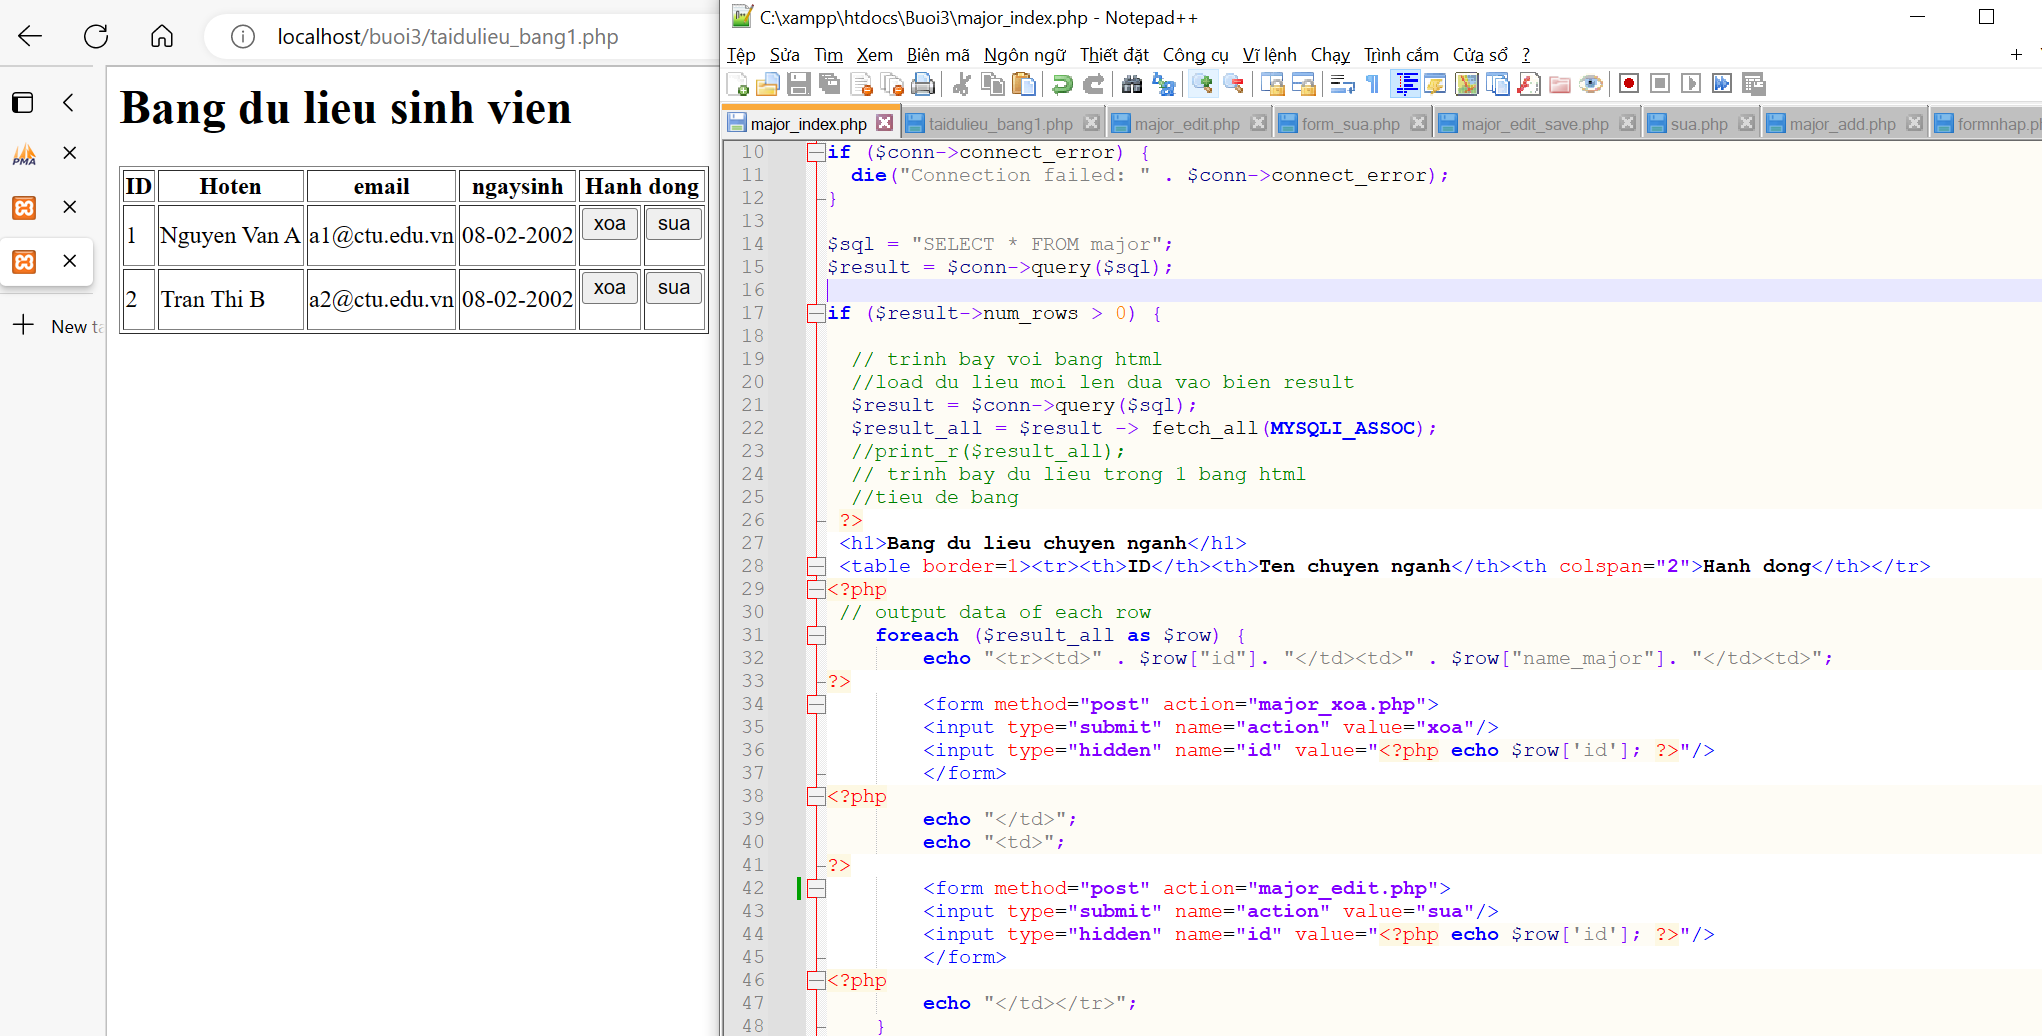 localhost/buoi3/taidulieu_bang1.php
PMA
New ta
Bang du lieu sinh vien
ID Hoten email ngaysinh Hanh dong
1 Nguyen Van A a1@ctu.edu.vn 08-02-2002 xoa sua
2 Tran Thi B a2@ctu.edu.vn 08-02-2002 xoa sua
C:\xampp\htdocs\Buoi3\major_index.php - Notepad++
Tệp Sửa Tìm Xem Biên mã Ngôn ngữ Thiết đặt Công cụ Vĩ lệnh Chạy Trình cắm Cửa sổ ?
major_index.php taidulieu_bang1.php major_edit.php form_sua.php major_edit_save.php sua.php major_add.php formnhap.ph
10 if ($conn->connect_error) {
11 die("Connection failed: " . $conn->connect_error);
12 }
13
14 $sql = "SELECT * FROM major";
15 $result = $conn->query($sql);
16
17 if ($result->num_rows > 0) {
18
19 // trinh bay voi bang html
20 //load du lieu moi len dua vao bien result
21 $result = $conn->query($sql);
22 $result_all = $result -> fetch_all(MYSQLI_ASSOC);
23 //print_r($result_all);
24 // trinh bay du lieu trong 1 bang html
25 //tieu de bang
26 ?>
27 <h1>Bang du lieu chuyen nganh</h1>
28 <table border=1><tr><th>ID</th><th>Ten chuyen nganh</th><th colspan="2">Hanh dong</th></tr>
29 <?php
30 // output data of each row
31 foreach ($result_all as $row) {
32 echo "<tr><td>" . $row["id"]. "</td><td>" . $row["name_major"]. "</td><td>";
33 ?>
34 <form method="post" action="major_xoa.php">
35 <input type="submit" name="action" value="xoa"/>
36 <input type="hidden" name="id" value="<?php echo $row['id']; ?>"/>
37 </form>
38 <?php
39 echo "</td>";
40 echo "<td>";
41 ?>
42 <form method="post" action="major_edit.php">
43 <input type="submit" name="action" value="sua"/>
44 <input type="hidden" name="id" value="<?php echo $row['id']; ?>"/>
45 </form>
46 <?php
47 echo "</td></tr>";
48 }